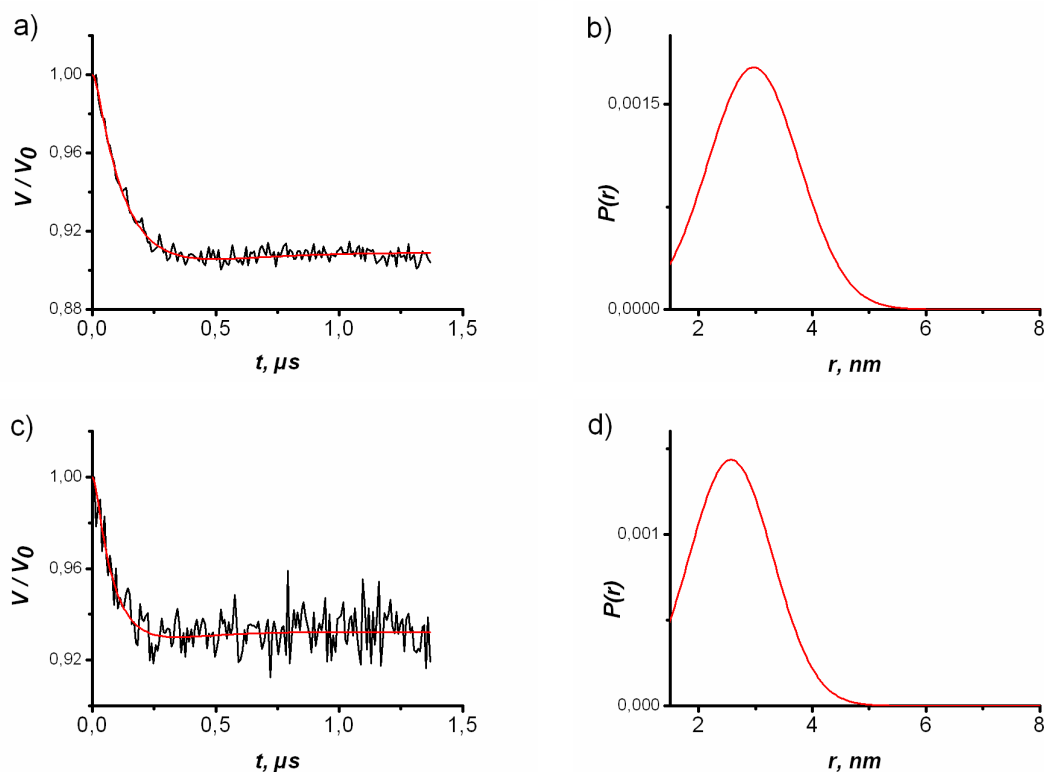 a)
V / V0
1,00
0,96
0,92
0,88
0,0 0,5 1,0 1,5
t, μs
b)
P(r)
0,0015
0,0000
2 4 6 8
r, nm
c)
V / V0
1,00
0,96
0,92
0,0 0,5 1,0 1,5
t, μs
d)
P(r)
0,001
0,000
2 4 6 8
r, nm